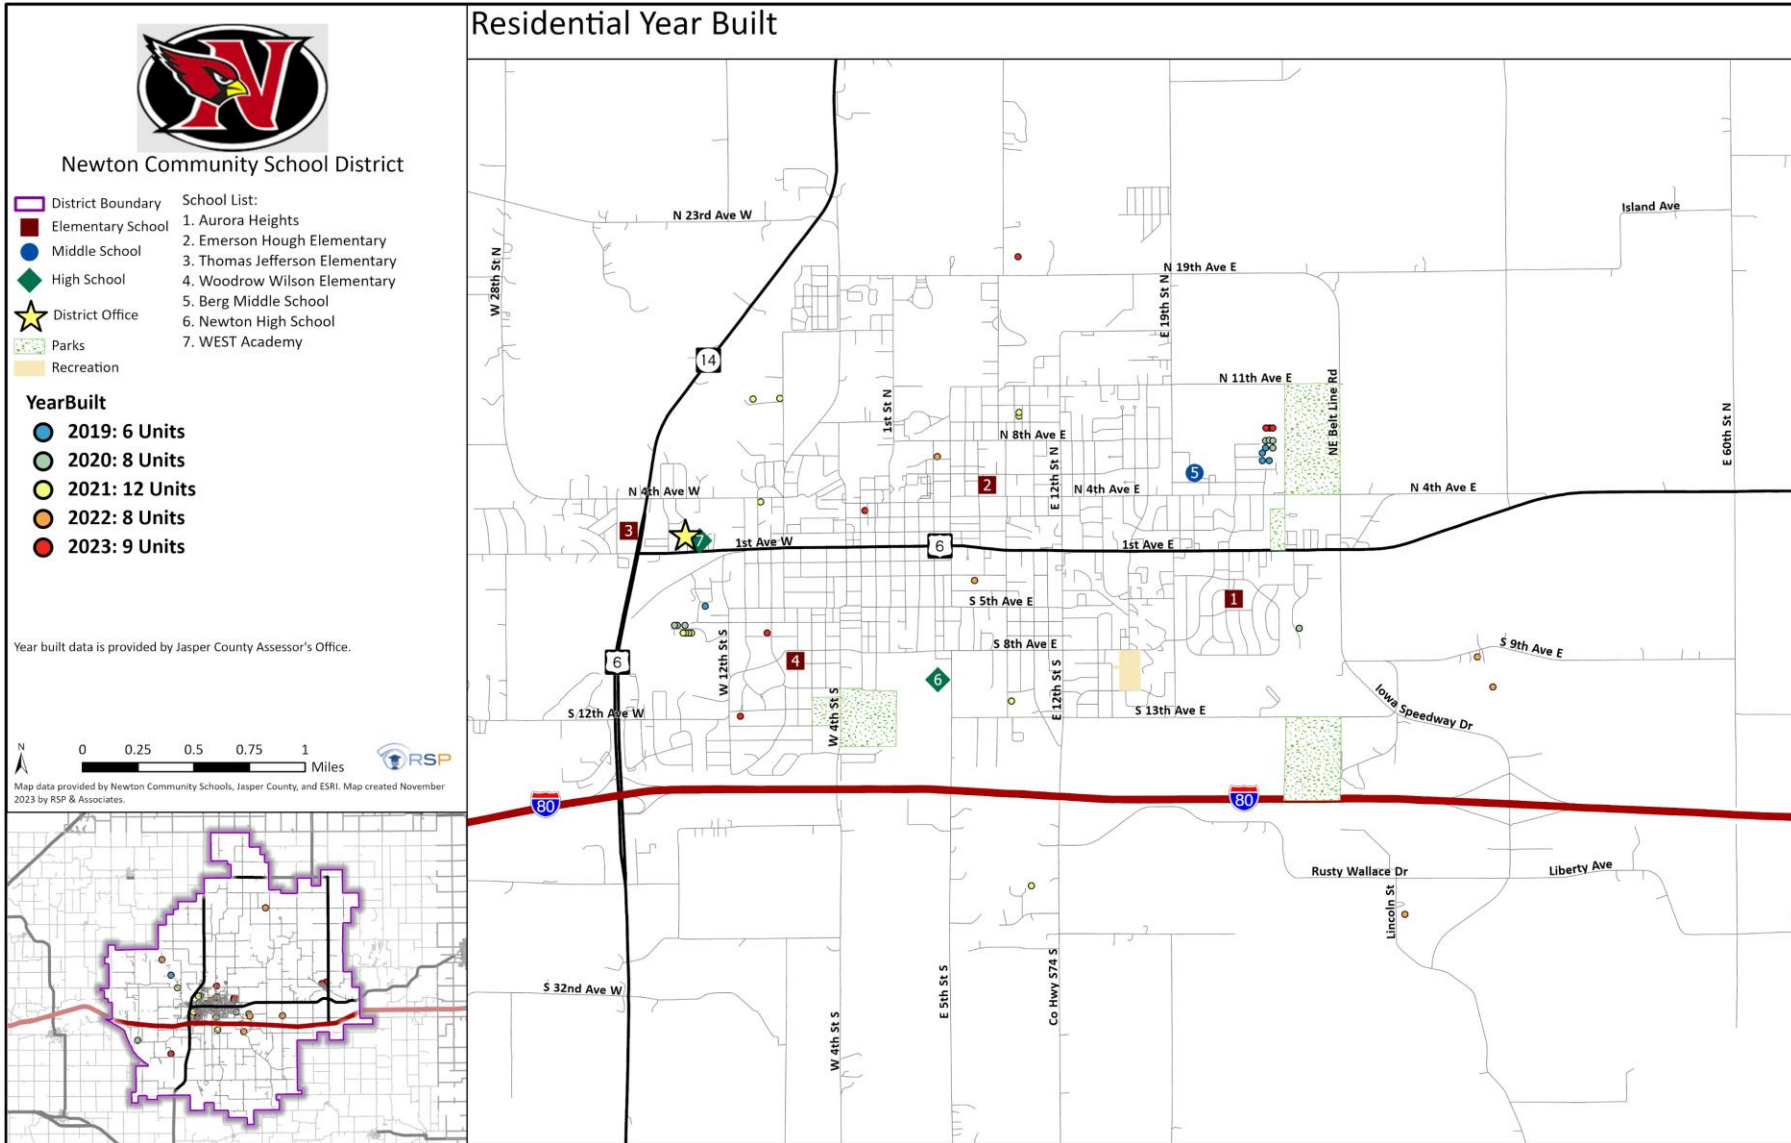 Residential Year Built
N
Newton Community School District
District Boundary
Elementary School
Middle School
High School
District Office
Parks
Recreation
School List:
1. Aurora Heights
2. Emerson Hough Elementary
3. Thomas Jefferson Elementary
4. Woodrow Wilson Elementary
5. Berg Middle School
6. Newton High School
7. WEST Academy
YearBuilt
2019: 6 Units
2020: 8 Units
2021: 12 Units
2022: 8 Units
2023: 9 Units
Year built data is provided by Jasper County Assessor's Office.
N
0 0.25 0.5 0.75 1
Miles
RSP
Map data provided by Newton Community Schools, Jasper County, and ESRI. Map created November
2023 by RSP & Associates.
N 23rd Ave W
Island Ave
N 19th Ave E
W 28th St N
E 19th St N
14
N 11th Ave E
NE Belt Line Rd
1st St N
N 8th Ave E
E 60th St N
E 12th St N
5
2
N 4th Ave W
N 4th Ave E
N 4th Ave E
3
7
1st Ave W
6
1st Ave E
S 5th Ave E
1
S 8th Ave E
S 9th Ave E
6
W 12th St S
4
6
E 12th St S
Iowa Speedway Dr
S 12th Ave W
W 4th St S
S 13th Ave E
80
80
Rusty Wallace Dr
Liberty Ave
Lincoln St
S 32nd Ave W
E 5th St S
Co Hwy S74 S
W 4th St S